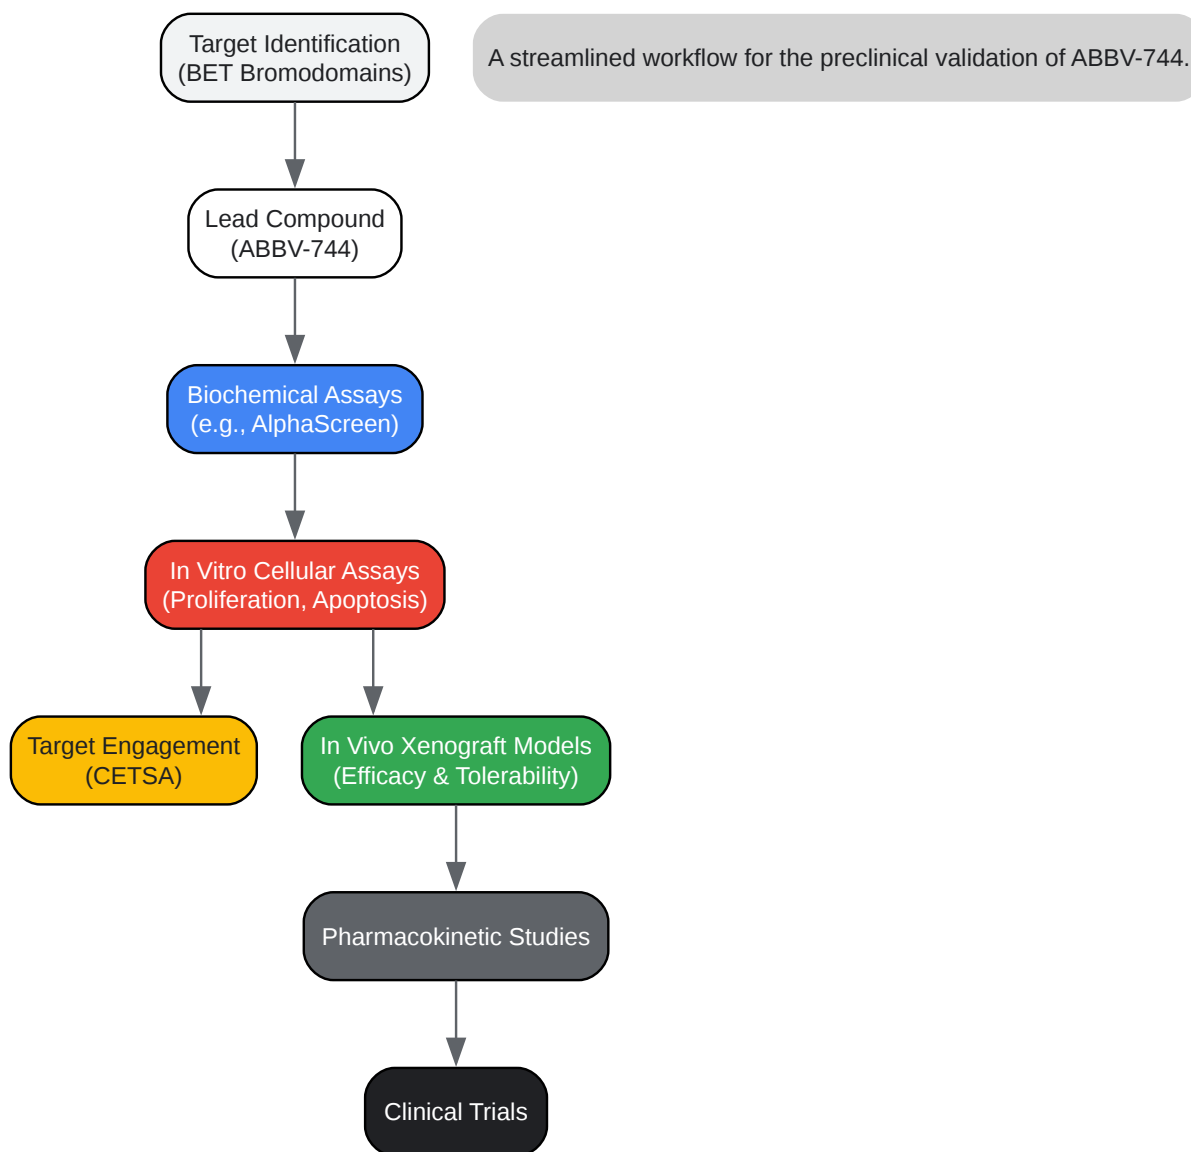 Target Identification
(BET Bromodomains)
A streamlined workflow for the preclinical validation of ABBV-744.
Lead Compound
(ABBV-744)
Biochemical Assays
(e.g., AlphaScreen)
In Vitro Cellular Assays
(Proliferation, Apoptosis)
Target Engagement
(CETSA)
In Vivo Xenograft Models
(Efficacy & Tolerability)
Pharmacokinetic Studies
Clinical Trials